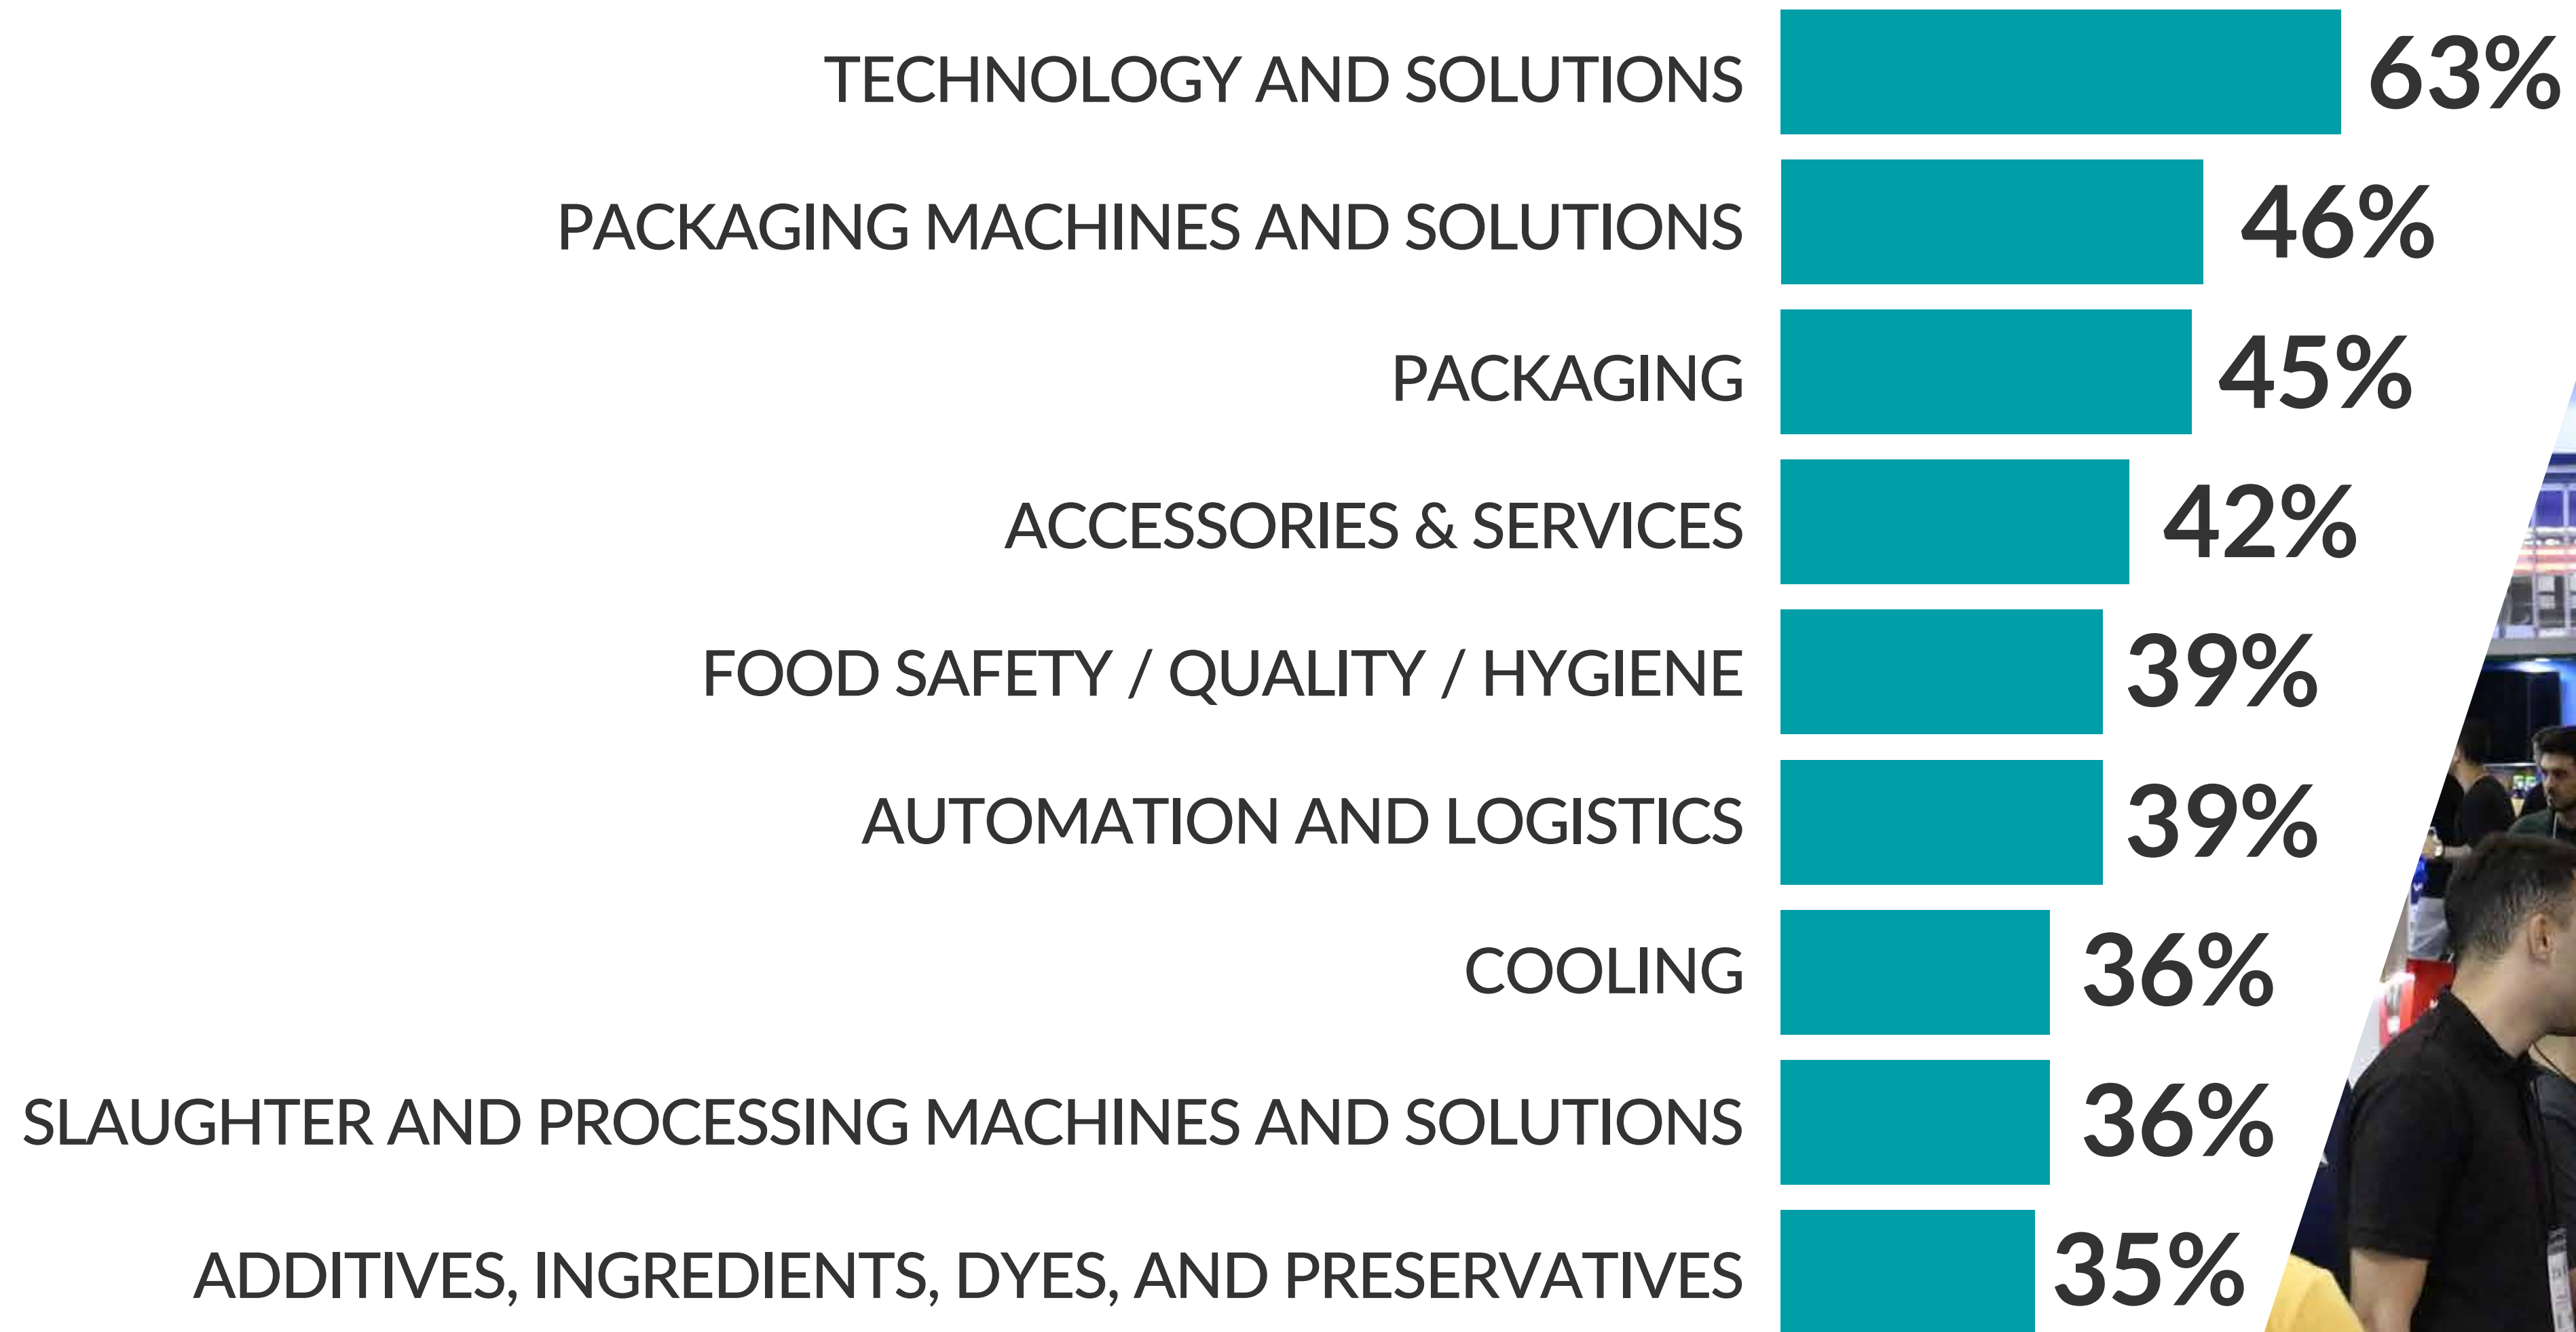 TECHNOLOGY AND SOLUTIONS 63%
PACKAGING MACHINES AND SOLUTIONS 46%
PACKAGING 45%
ACCESSORIES & SERVICES 42%
FOOD SAFETY / QUALITY / HYGIENE 39%
AUTOMATION AND LOGISTICS 39%
COOLING 36%
SLAUGHTER AND PROCESSING MACHINES AND SOLUTIONS 36%
ADDITIVES, INGREDIENTS, DYES, AND PRESERVATIVES 35%